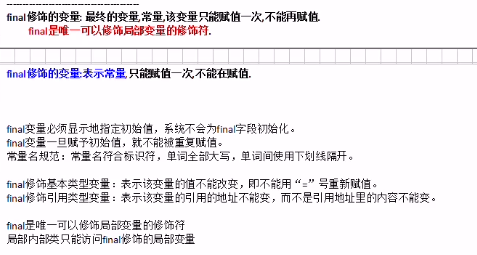 final修饰的变量: 最终的变量,常量,该变量只能赋值一次,不能再赋值.
final是唯一可以修饰局部变量的修饰符.
final修饰的变量:表示常量,只能赋值一次,不能在赋值.
final变量必须显示地指定初始值，系统不会为final字段初始化。
final变量一旦赋予初始值，就不能被重复赋值。
常量名规范：常量名符合标识符，单词全部大写，单词间使用下划线隔开。
final修饰基本类型变量：表示该变量的值不能改变，即不能用“=”号重新赋值。
final修饰引用类型变量：表示该变量的引用的地址不能变，而不是引用地址里的内容不能变。
final是唯一可以修饰局部变量的修饰符
局部内部类只能访问final修饰的局部变量